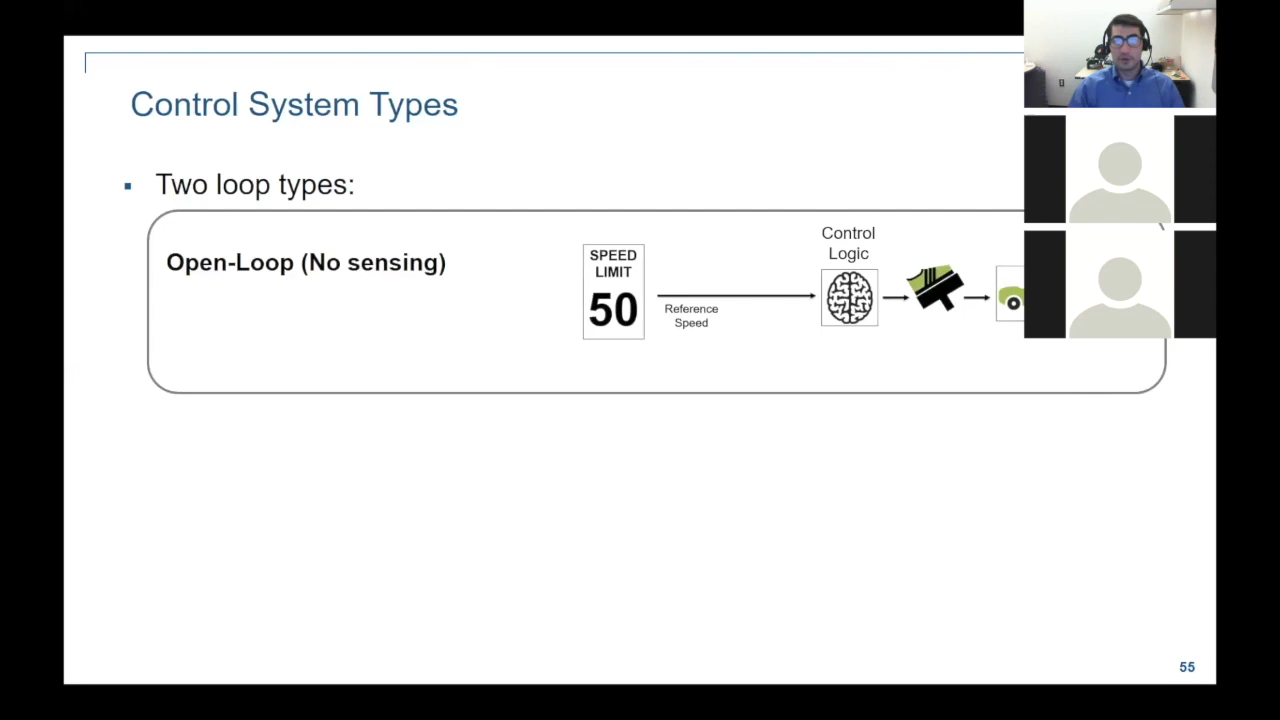 Control System Types
▪ Two loop types:
Open-Loop (No sensing)
SPEED
LIMIT
50
Reference
Speed
Control
Logic
55